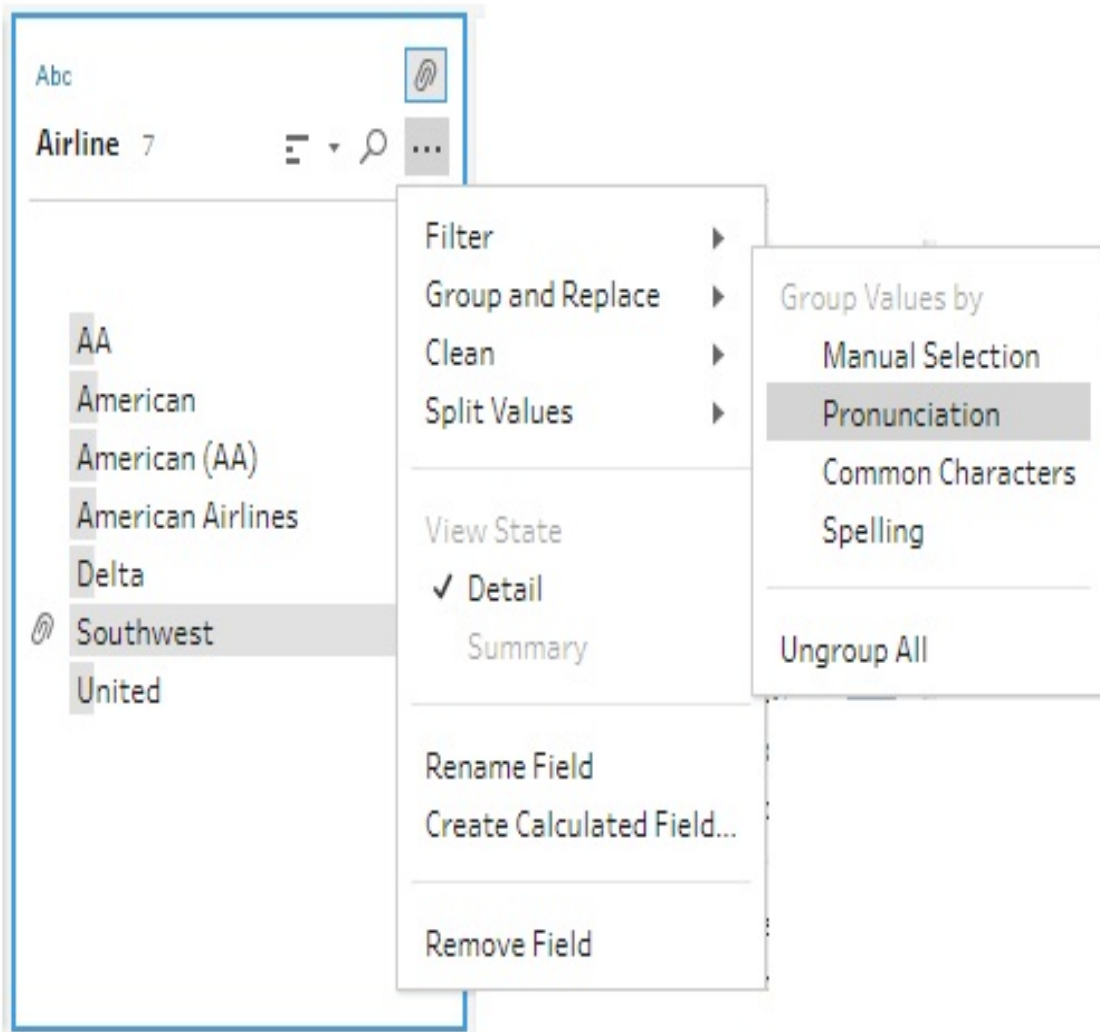 Abc
Airline 7
AA
American
American (AA)
American Airlines
Delta
Southwest
United
Filter
Group and Replace
Clean
Split Values
View State
Detail
Summary
Rename Field
Create Calculated Field...
Remove Field
Group Values by
Manual Selection
Pronunciation
Common Characters
Spelling
Ungroup All